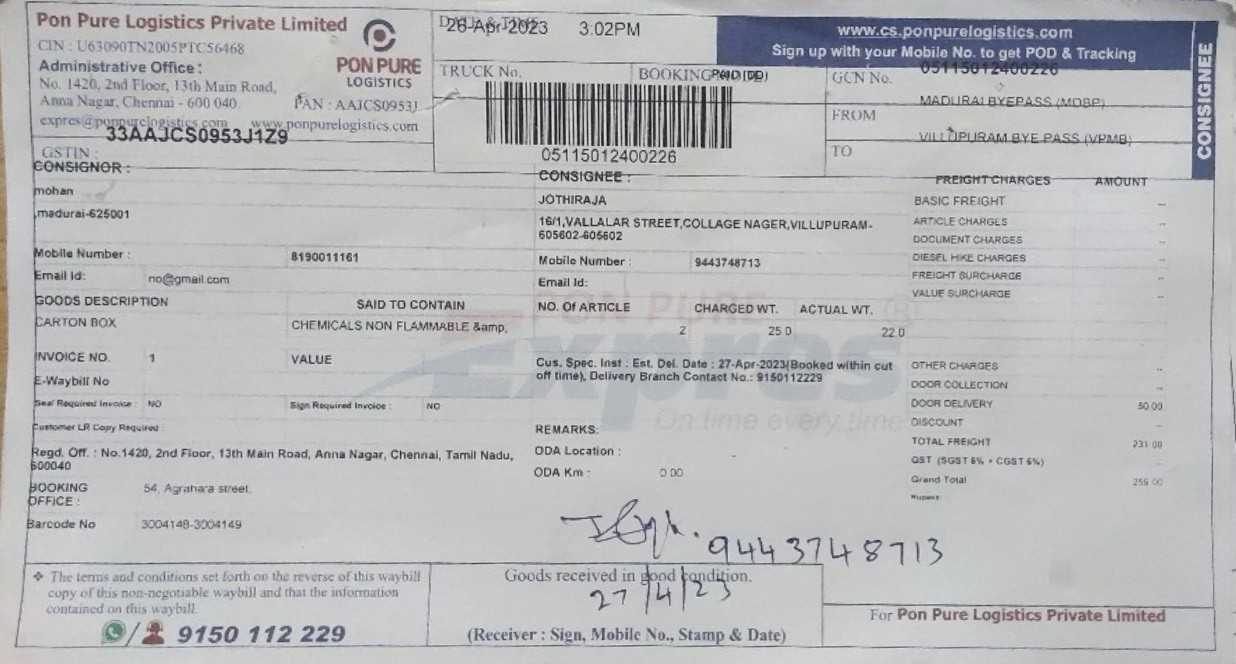 Pon Pure Logistics Private Limited
CIN : U63090TN2005PTC56468
Administrative Office :
No. 1420, 2nd Floor, 13th Main Road,
Anna Nagar, Chennai - 600 040.
PAN : AAJCS0953J
expres@ponpurelogistics.com www.ponpurelogistics.com
33AAJCS0953J1Z9
GSTIN :
PON PURE
LOGISTICS
26-Apr-2023 3:02PM
TRUCK No.
BOOKING
05115012400226
www.cs.ponpurelogistics.com
Sign up with your Mobile No. to get POD & Tracking
GCN No. 05115012400226
MADURAI BYEPASS (MDBP)
FROM
VILLUPURAM BYE PASS (VPMB)
TO
CONSIGNEE
CONSIGNOR :
mohan
,madurai-625001
Mobile Number : 8190011161
Email Id: no@gmail.com
CONSIGNEE :
JOTHIRAJA
16/1,VALLALAR STREET,COLLAGE NAGER,VILLUPURAM-
605602-605602
Mobile Number : 9443748713
Email Id:
GOODS DESCRIPTION SAID TO CONTAIN NO. Of ARTICLE CHARGED WT. ACTUAL WT.
CARTON BOX CHEMICALS NON FLAMMABLE &amp, 2 25.0 22.0
INVOICE NO. 1 VALUE
E-Waybill No
Seal Required Invoice : NO Sign Required Invoice : NO
Customer LR Copy Required :
Regd. Off. : No.1420, 2nd Floor, 13th Main Road, Anna Nagar, Chennai, Tamil Nadu,
600040
BOOKING OFFICE : 54, Agrahara street,
Barcode No 3004148-3004149
Cus. Spec. Inst : Est. Del. Date : 27-Apr-2023(Booked within cut
off time), Delivery Branch Contact No.: 9150112229
REMARKS:
ODA Location :
ODA Km : 0.00
PON PURE
Expres
On time every time
®
FREIGHT CHARGES AMOUNT
BASIC FREIGHT --
ARTICLE CHARGES --
DOCUMENT CHARGES --
DIESEL HIKE CHARGES --
FREIGHT SURCHARGE --
VALUE SURCHARGE --
OTHER CHARGES --
DOOR COLLECTION --
DOOR DELIVERY 50.00
DISCOUNT --
TOTAL FREIGHT 231.00
GST (SGST 6% + CGST 6%) --
Grand Total 259.00
Rupees:
9443748713
Goods received in good condition.
27/4/23
(Receiver : Sign, Mobile No., Stamp & Date)
❖ The terms and conditions set forth on the reverse of this waybill
copy of this non-negotiable waybill and that the information
contained on this waybill.
9150 112 229
For Pon Pure Logistics Private Limited